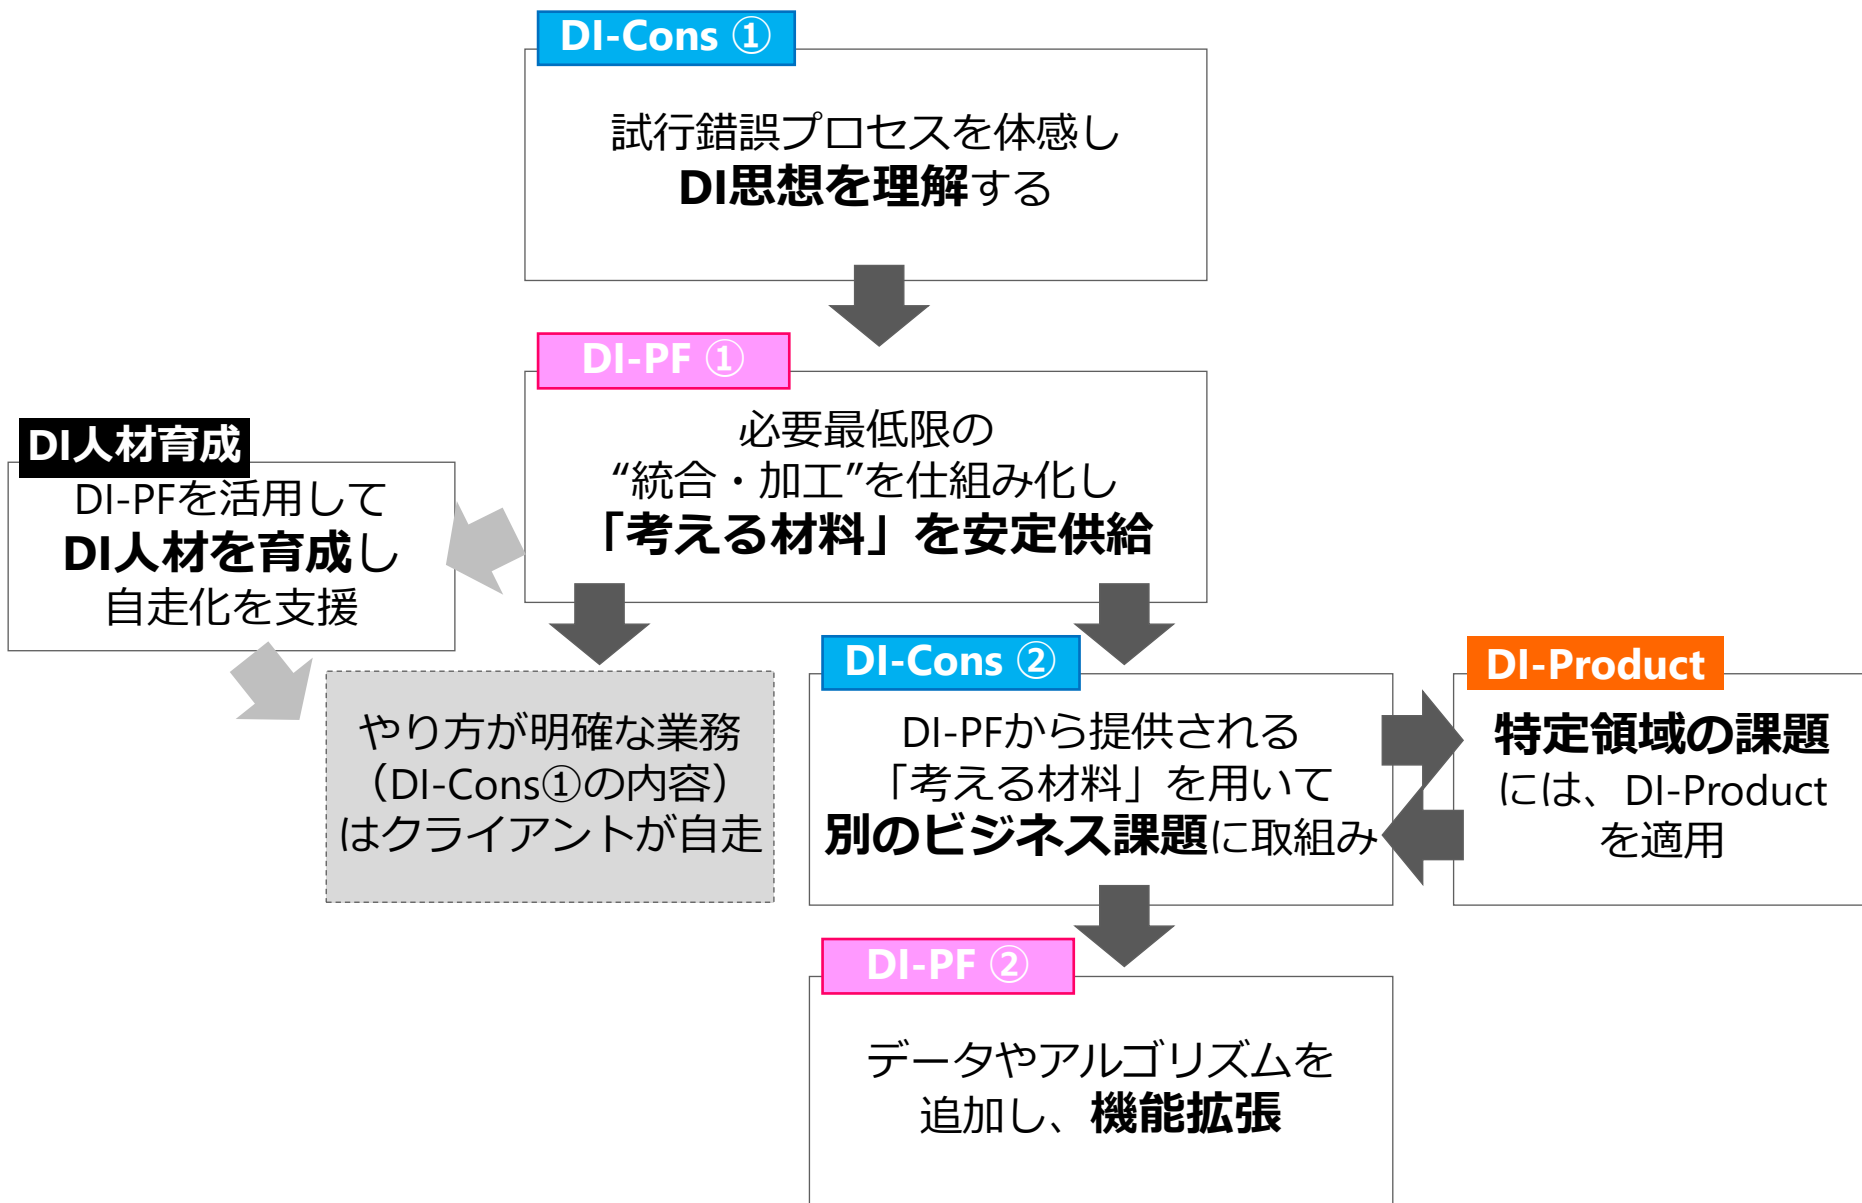 DI-Cons ①
試行錯誤プロセスを体感し
DI思想を理解する
DI-PF ①
必要最低限の
“統合・加工”を仕組み化し
「考える材料」を安定供給
DI人材育成
DI-PFを活用して
DI人材を育成し
自走化を支援
やり方が明確な業務
（DI-Cons①の内容）
はクライアントが自走
DI-Cons ②
DI-PFから提供される
「考える材料」を用いて
別のビジネス課題に取組み
DI-Product
特定領域の課題
には、DI-Product
を適用
DI-PF ②
データやアルゴリズムを
追加し、機能拡張